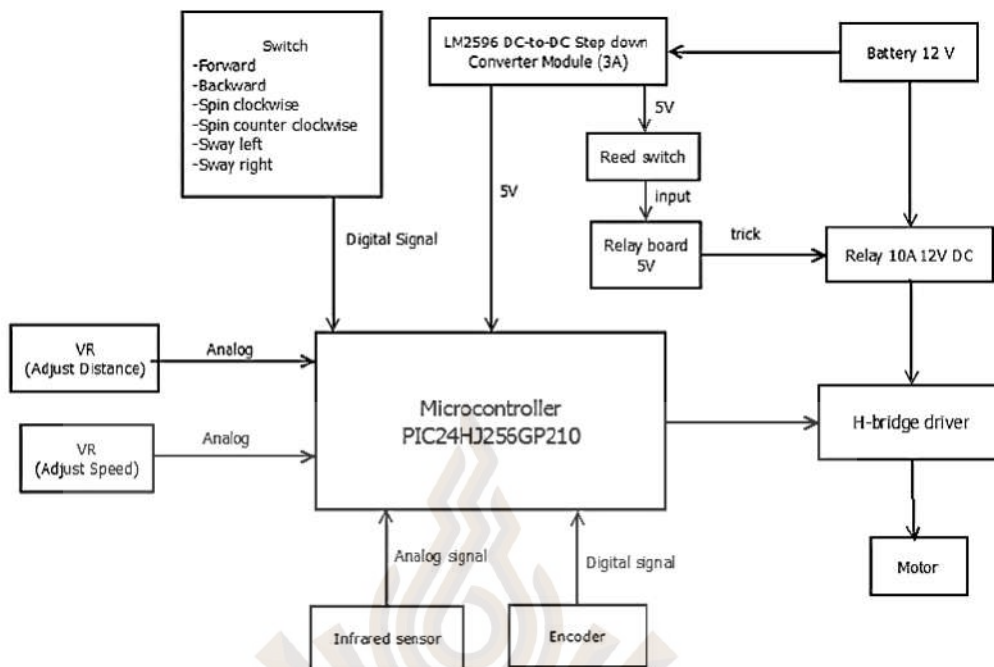 Switch
-Forward
-Backward
-Spin clockwise
-Spin counter clockwise
-Sway left
-Sway right
LM2596 DC-to-DC Step down
Converter Module (3A)
Battery 12 V
5V
Reed switch
input
5V
Relay board
5V
trick
Relay 10A 12V DC
Digital Signal
VR
(Adjust Distance)
Analog
Microcontroller
PIC24HJ256GP210
H-bridge driver
VR
(Adjust Speed)
Analog
Analog signal
Digital signal
Motor
Infrared sensor
Encoder